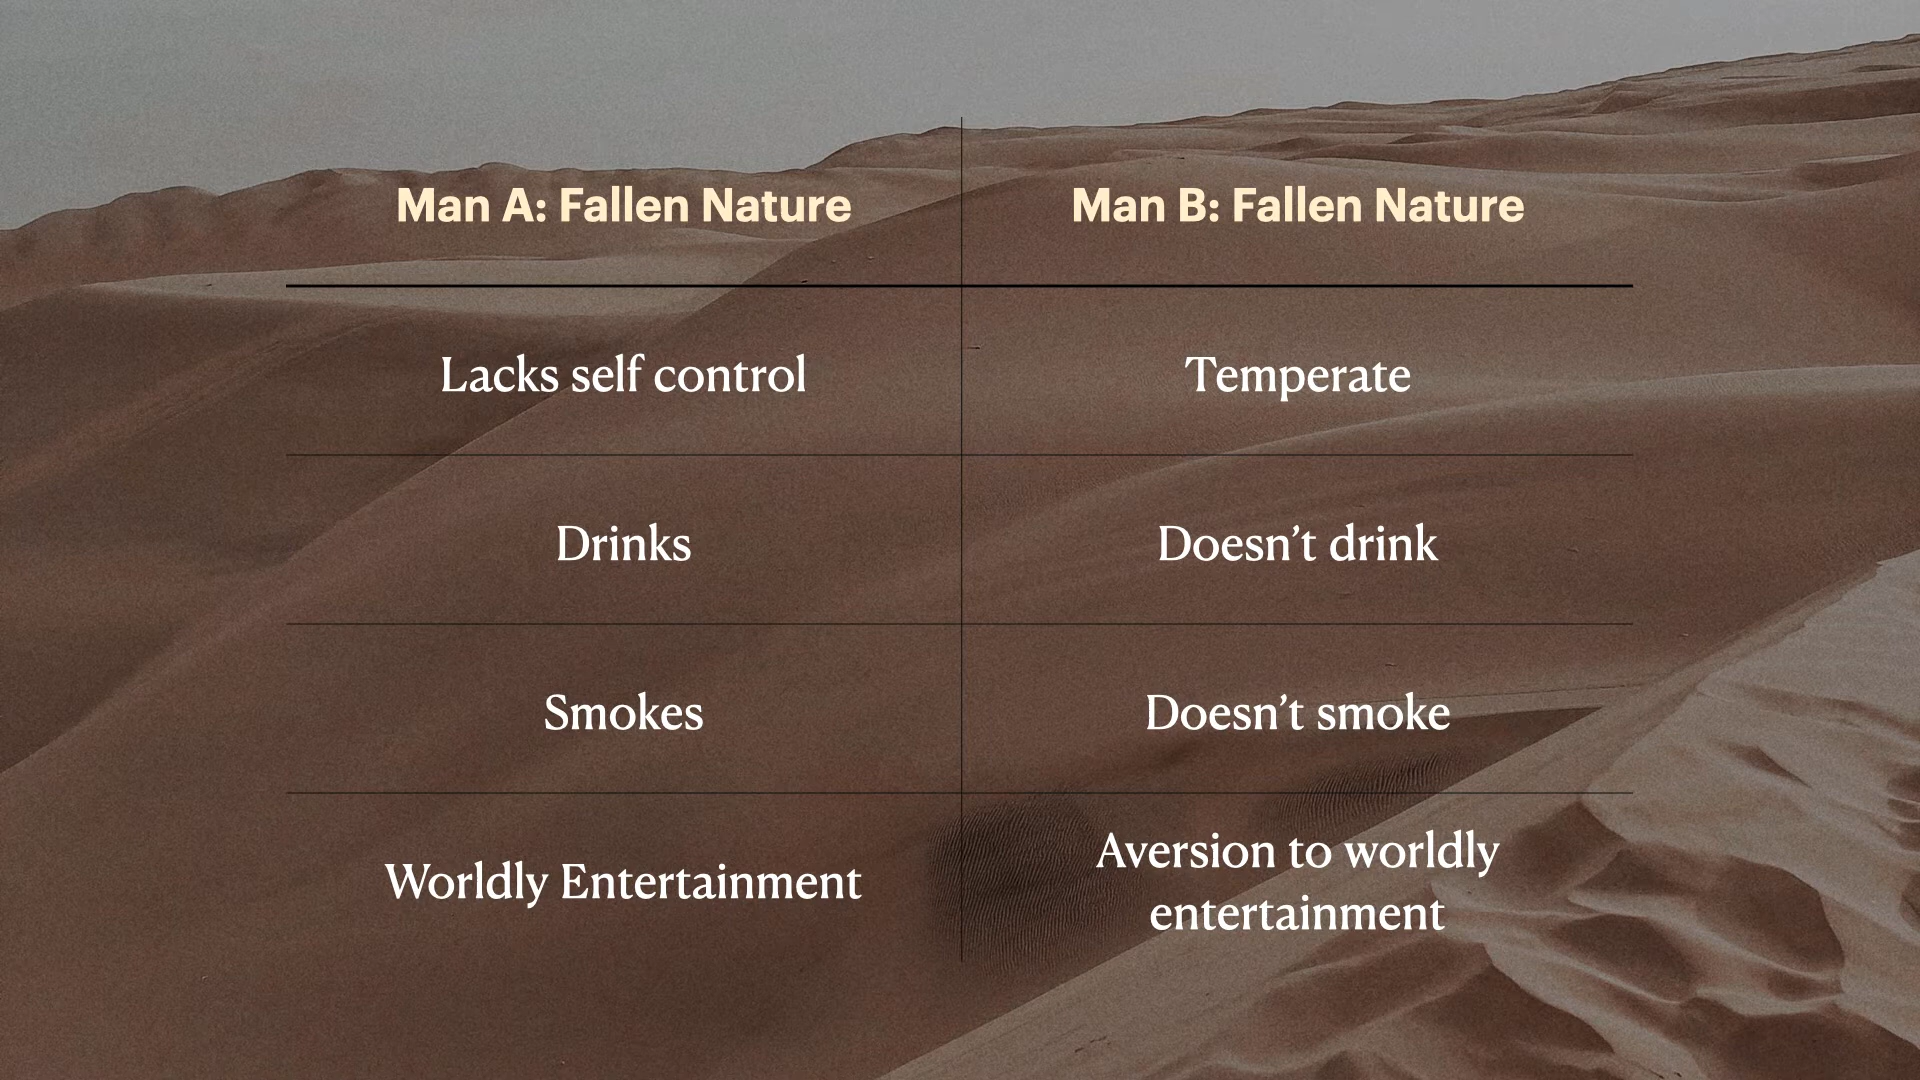 Man A: Fallen Nature
Man B: Fallen Nature
Lacks self control
Temperate
Drinks
Doesn’t drink
Smokes
Doesn’t smoke
Worldly Entertainment
Aversion to worldly
entertainment